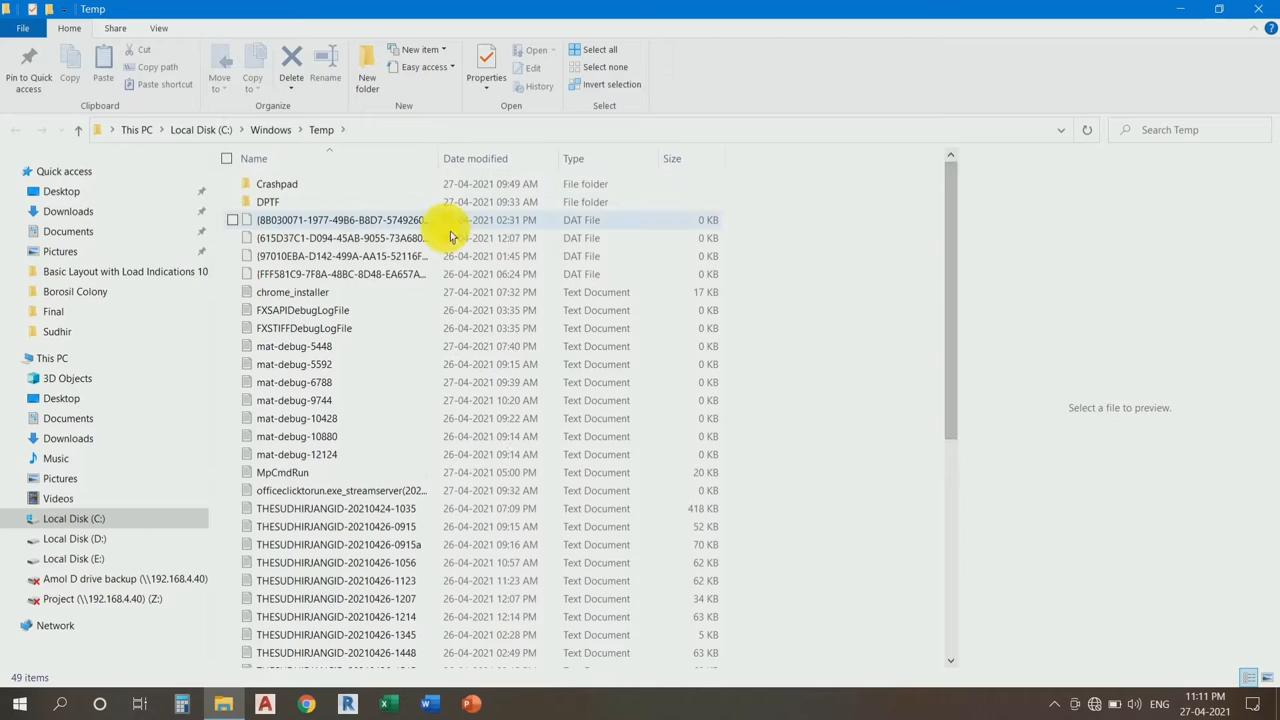 Temp
File Home Share View
Pin to Quick access
Copy
Paste
Cut
Copy path
Paste shortcut
Clipboard
Move to
Copy to
Delete
Rename
Organize
New folder
New item
Easy access
New
Properties
Open
Edit
History
Open
Select all
Select none
Invert selection
Select
This PC > Local Disk (C:) > Windows > Temp >
Search Temp
Quick access
Desktop
Downloads
Documents
Pictures
Basic Layout with Load Indications 10
Borosil Colony
Final
Sudhir
This PC
3D Objects
Desktop
Documents
Downloads
Music
Pictures
Videos
Local Disk (C:)
Local Disk (D:)
Local Disk (E:)
Amol D drive backup (\\192.168.4.40)
Project (\\192.168.4.40) (Z:)
Network
Name Date modified Type Size
Crashpad 27-04-2021 09:49 AM File folder
DPTF 27-04-2021 09:33 AM File folder
{8B030071-1977-49B6-B8D7-5749260... -04-2021 02:31 PM DAT File 0 KB
{615D37C1-D094-45AB-9055-73A680... -04-2021 12:07 PM DAT File 0 KB
{97010EBA-D142-499A-AA15-52116F... 26-04-2021 01:45 PM DAT File 0 KB
{FFF581C9-7F8A-48BC-8D48-EA657A... 26-04-2021 06:24 PM DAT File 0 KB
chrome_installer 27-04-2021 07:32 PM Text Document 17 KB
FXSAPIDebugLogFile 26-04-2021 03:35 PM Text Document 0 KB
FXSTIFFDebugLogFile 26-04-2021 03:35 PM Text Document 0 KB
mat-debug-5448 27-04-2021 07:40 PM Text Document 0 KB
mat-debug-5592 26-04-2021 09:15 AM Text Document 0 KB
mat-debug-6788 27-04-2021 09:39 AM Text Document 0 KB
mat-debug-9744 27-04-2021 10:20 AM Text Document 0 KB
mat-debug-10428 26-04-2021 09:22 AM Text Document 0 KB
mat-debug-10880 26-04-2021 09:14 AM Text Document 0 KB
mat-debug-12124 26-04-2021 09:14 AM Text Document 0 KB
MpCmdRun 27-04-2021 05:00 PM Text Document 20 KB
officeclicktorun.exe_streamserver(202... 27-04-2021 09:32 AM Text Document 0 KB
THESUDHIRJANGID-20210424-1035 26-04-2021 07:09 PM Text Document 418 KB
THESUDHIRJANGID-20210426-0915 26-04-2021 09:15 AM Text Document 52 KB
THESUDHIRJANGID-20210426-0915a 26-04-2021 09:16 AM Text Document 70 KB
THESUDHIRJANGID-20210426-1056 26-04-2021 10:57 AM Text Document 62 KB
THESUDHIRJANGID-20210426-1123 26-04-2021 11:23 AM Text Document 62 KB
THESUDHIRJANGID-20210426-1207 26-04-2021 12:07 PM Text Document 34 KB
THESUDHIRJANGID-20210426-1214 26-04-2021 12:14 PM Text Document 63 KB
THESUDHIRJANGID-20210426-1345 26-04-2021 02:28 PM Text Document 5 KB
THESUDHIRJANGID-20210426-1448 26-04-2021 02:48 PM Text Document 63 KB
Select a file to preview.
49 items
ENG
11:11 PM
27-04-2021